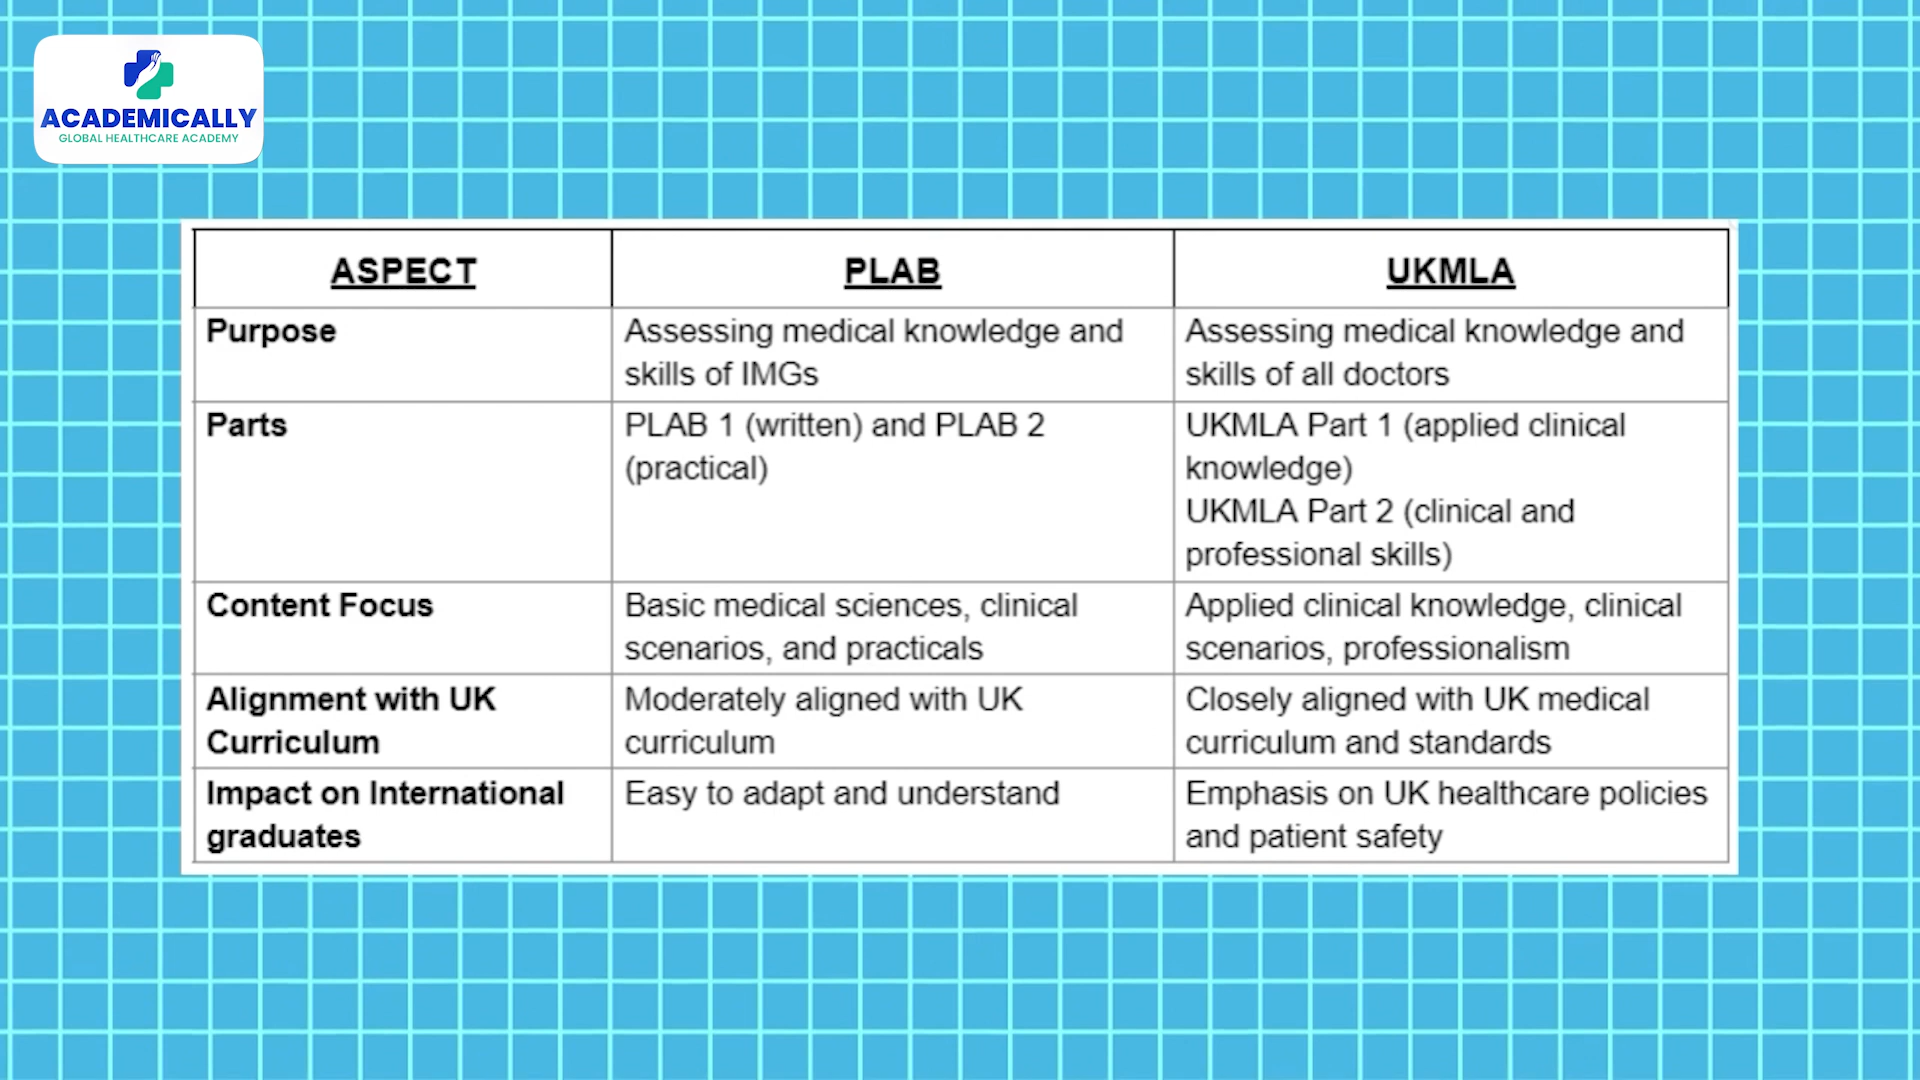 ACADEMICALLY
GLOBAL HEALTHCARE ACADEMY
ASPECT
PLAB
UKMLA
Purpose
Assessing medical knowledge and
skills of IMGs
Assessing medical knowledge and
skills of all doctors
Parts
PLAB 1 (written) and PLAB 2
(practical)
UKMLA Part 1 (applied clinical
knowledge)
UKMLA Part 2 (clinical and
professional skills)
Content Focus
Basic medical sciences, clinical
scenarios, and practicals
Applied clinical knowledge, clinical
scenarios, professionalism
Alignment with UK
Curriculum
Moderately aligned with UK
curriculum
Closely aligned with UK medical
curriculum and standards
Impact on International
graduates
Easy to adapt and understand
Emphasis on UK healthcare policies
and patient safety